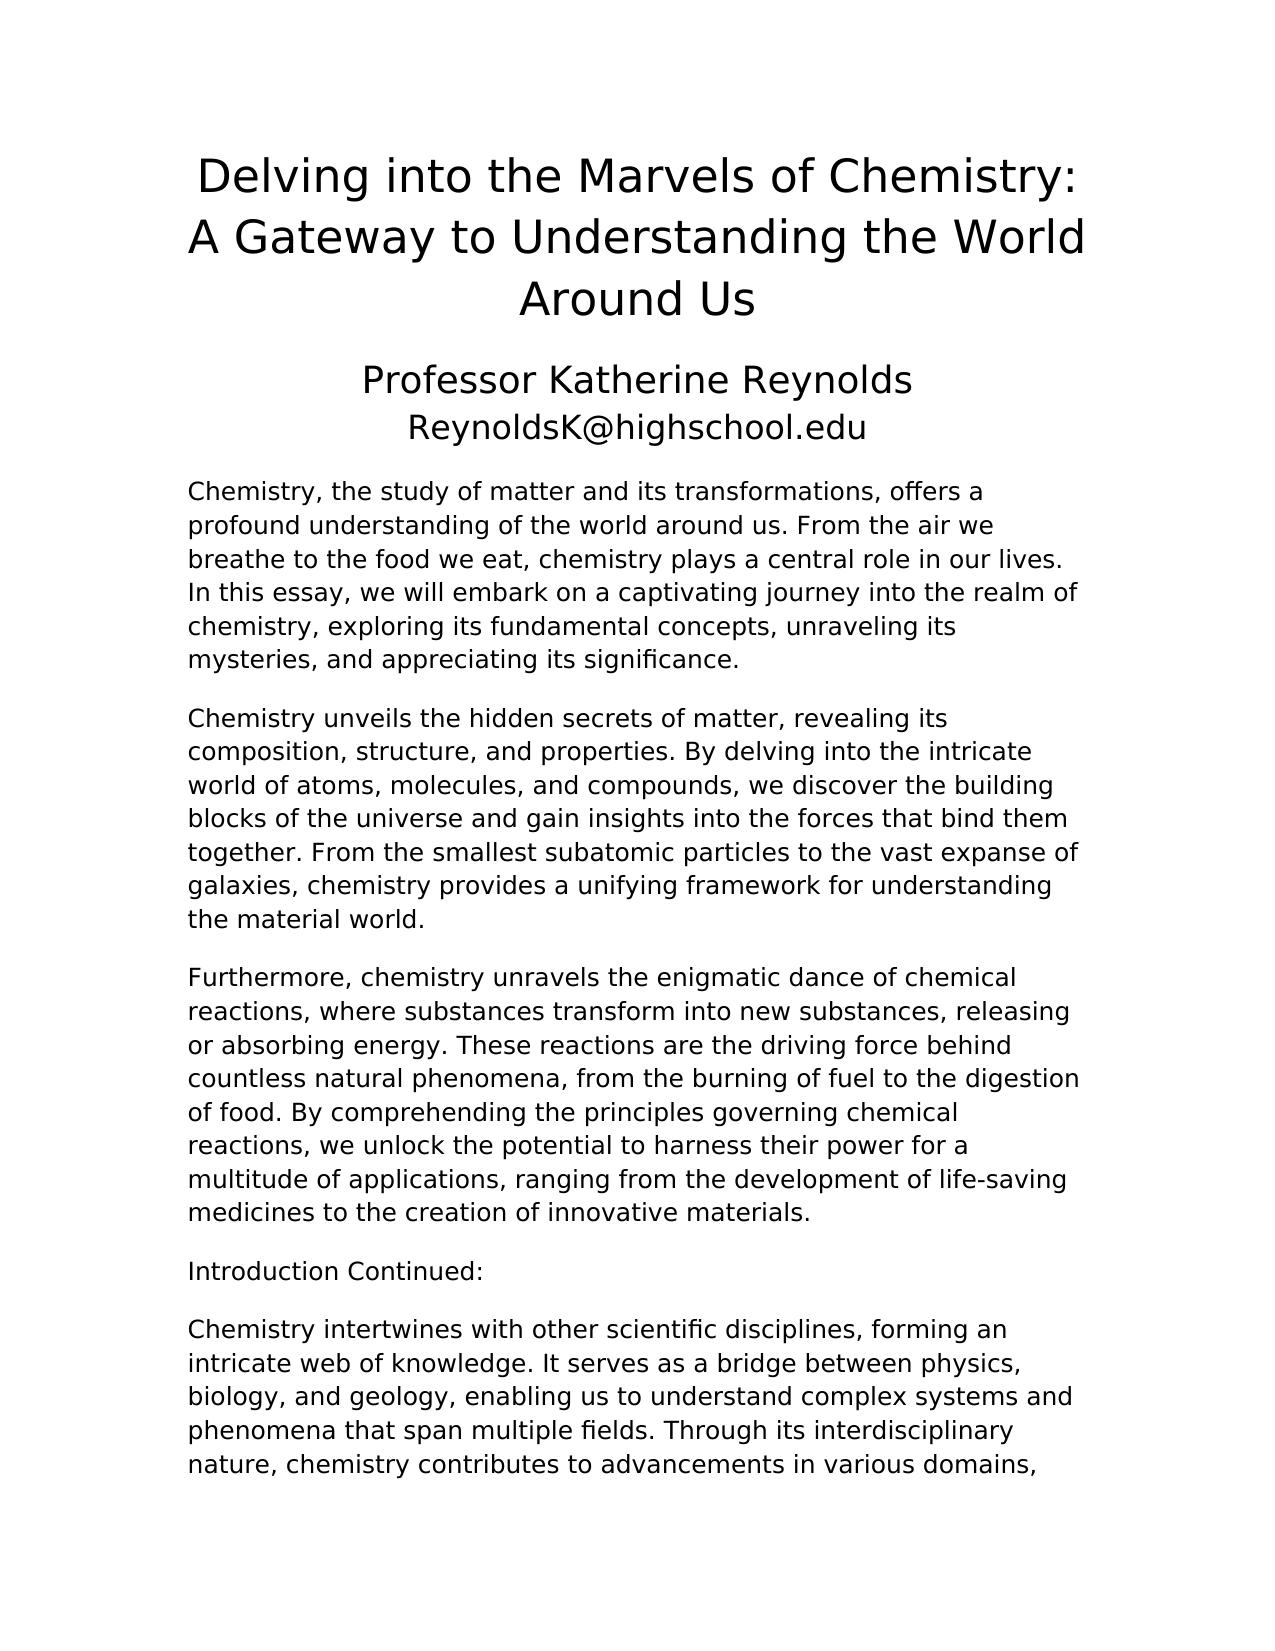 Delving into the Marvels of Chemistry:
A Gateway to Understanding the World
Around Us
Professor Katherine Reynolds
ReynoldsK@highschool.edu
Chemistry, the study of matter and its transformations, offers a
profound understanding of the world around us. From the air we
breathe to the food we eat, chemistry plays a central role in our lives.
In this essay, we will embark on a captivating journey into the realm of
chemistry, exploring its fundamental concepts, unraveling its
mysteries, and appreciating its significance.
Chemistry unveils the hidden secrets of matter, revealing its
composition, structure, and properties. By delving into the intricate
world of atoms, molecules, and compounds, we discover the building
blocks of the universe and gain insights into the forces that bind them
together. From the smallest subatomic particles to the vast expanse of
galaxies, chemistry provides a unifying framework for understanding
the material world.
Furthermore, chemistry unravels the enigmatic dance of chemical
reactions, where substances transform into new substances, releasing
or absorbing energy. These reactions are the driving force behind
countless natural phenomena, from the burning of fuel to the digestion
of food. By comprehending the principles governing chemical
reactions, we unlock the potential to harness their power for a
multitude of applications, ranging from the development of life-saving
medicines to the creation of innovative materials.
Introduction Continued:
Chemistry intertwines with other scientific disciplines, forming an
intricate web of knowledge. It serves as a bridge between physics,
biology, and geology, enabling us to understand complex systems and
phenomena that span multiple fields. Through its interdisciplinary
nature, chemistry contributes to advancements in various domains,